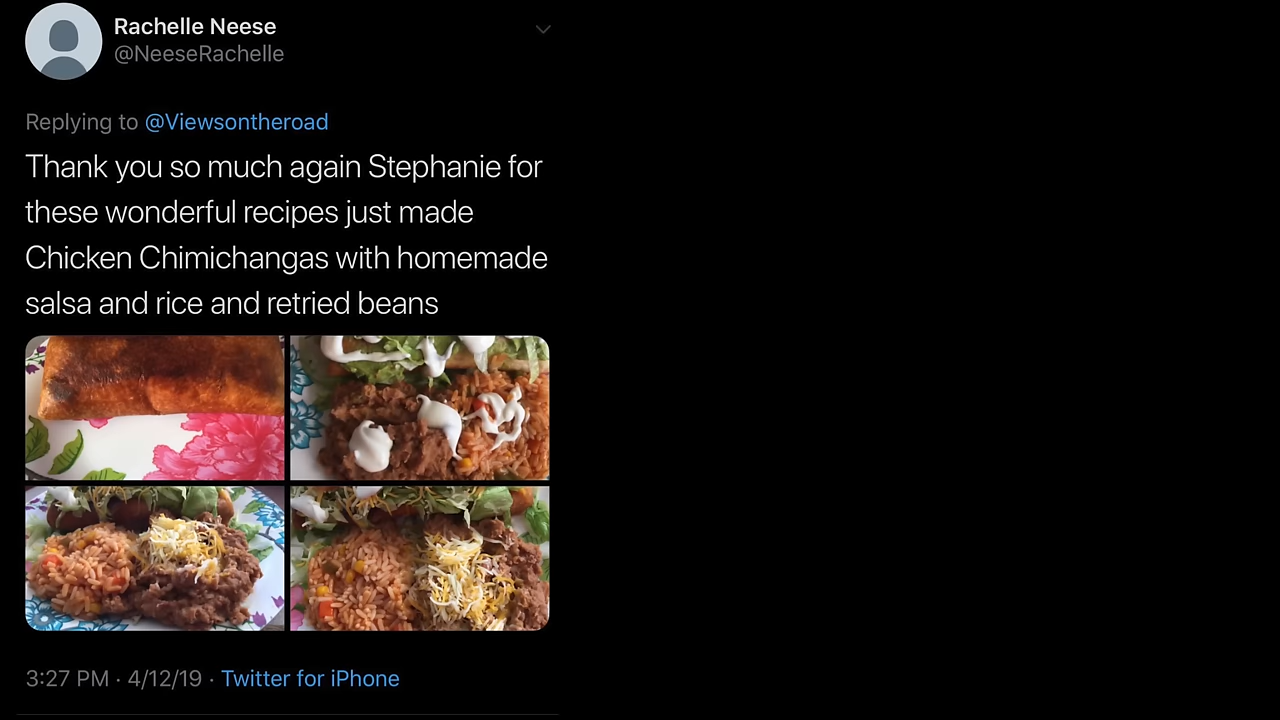 Rachelle Neese
@NeeseRachelle
Replying to @Viewsontheroad
Thank you so much again Stephanie for
these wonderful recipes just made
Chicken Chimichangas with homemade
salsa and rice and retried beans
3:27 PM · 4/12/19 · Twitter for iPhone